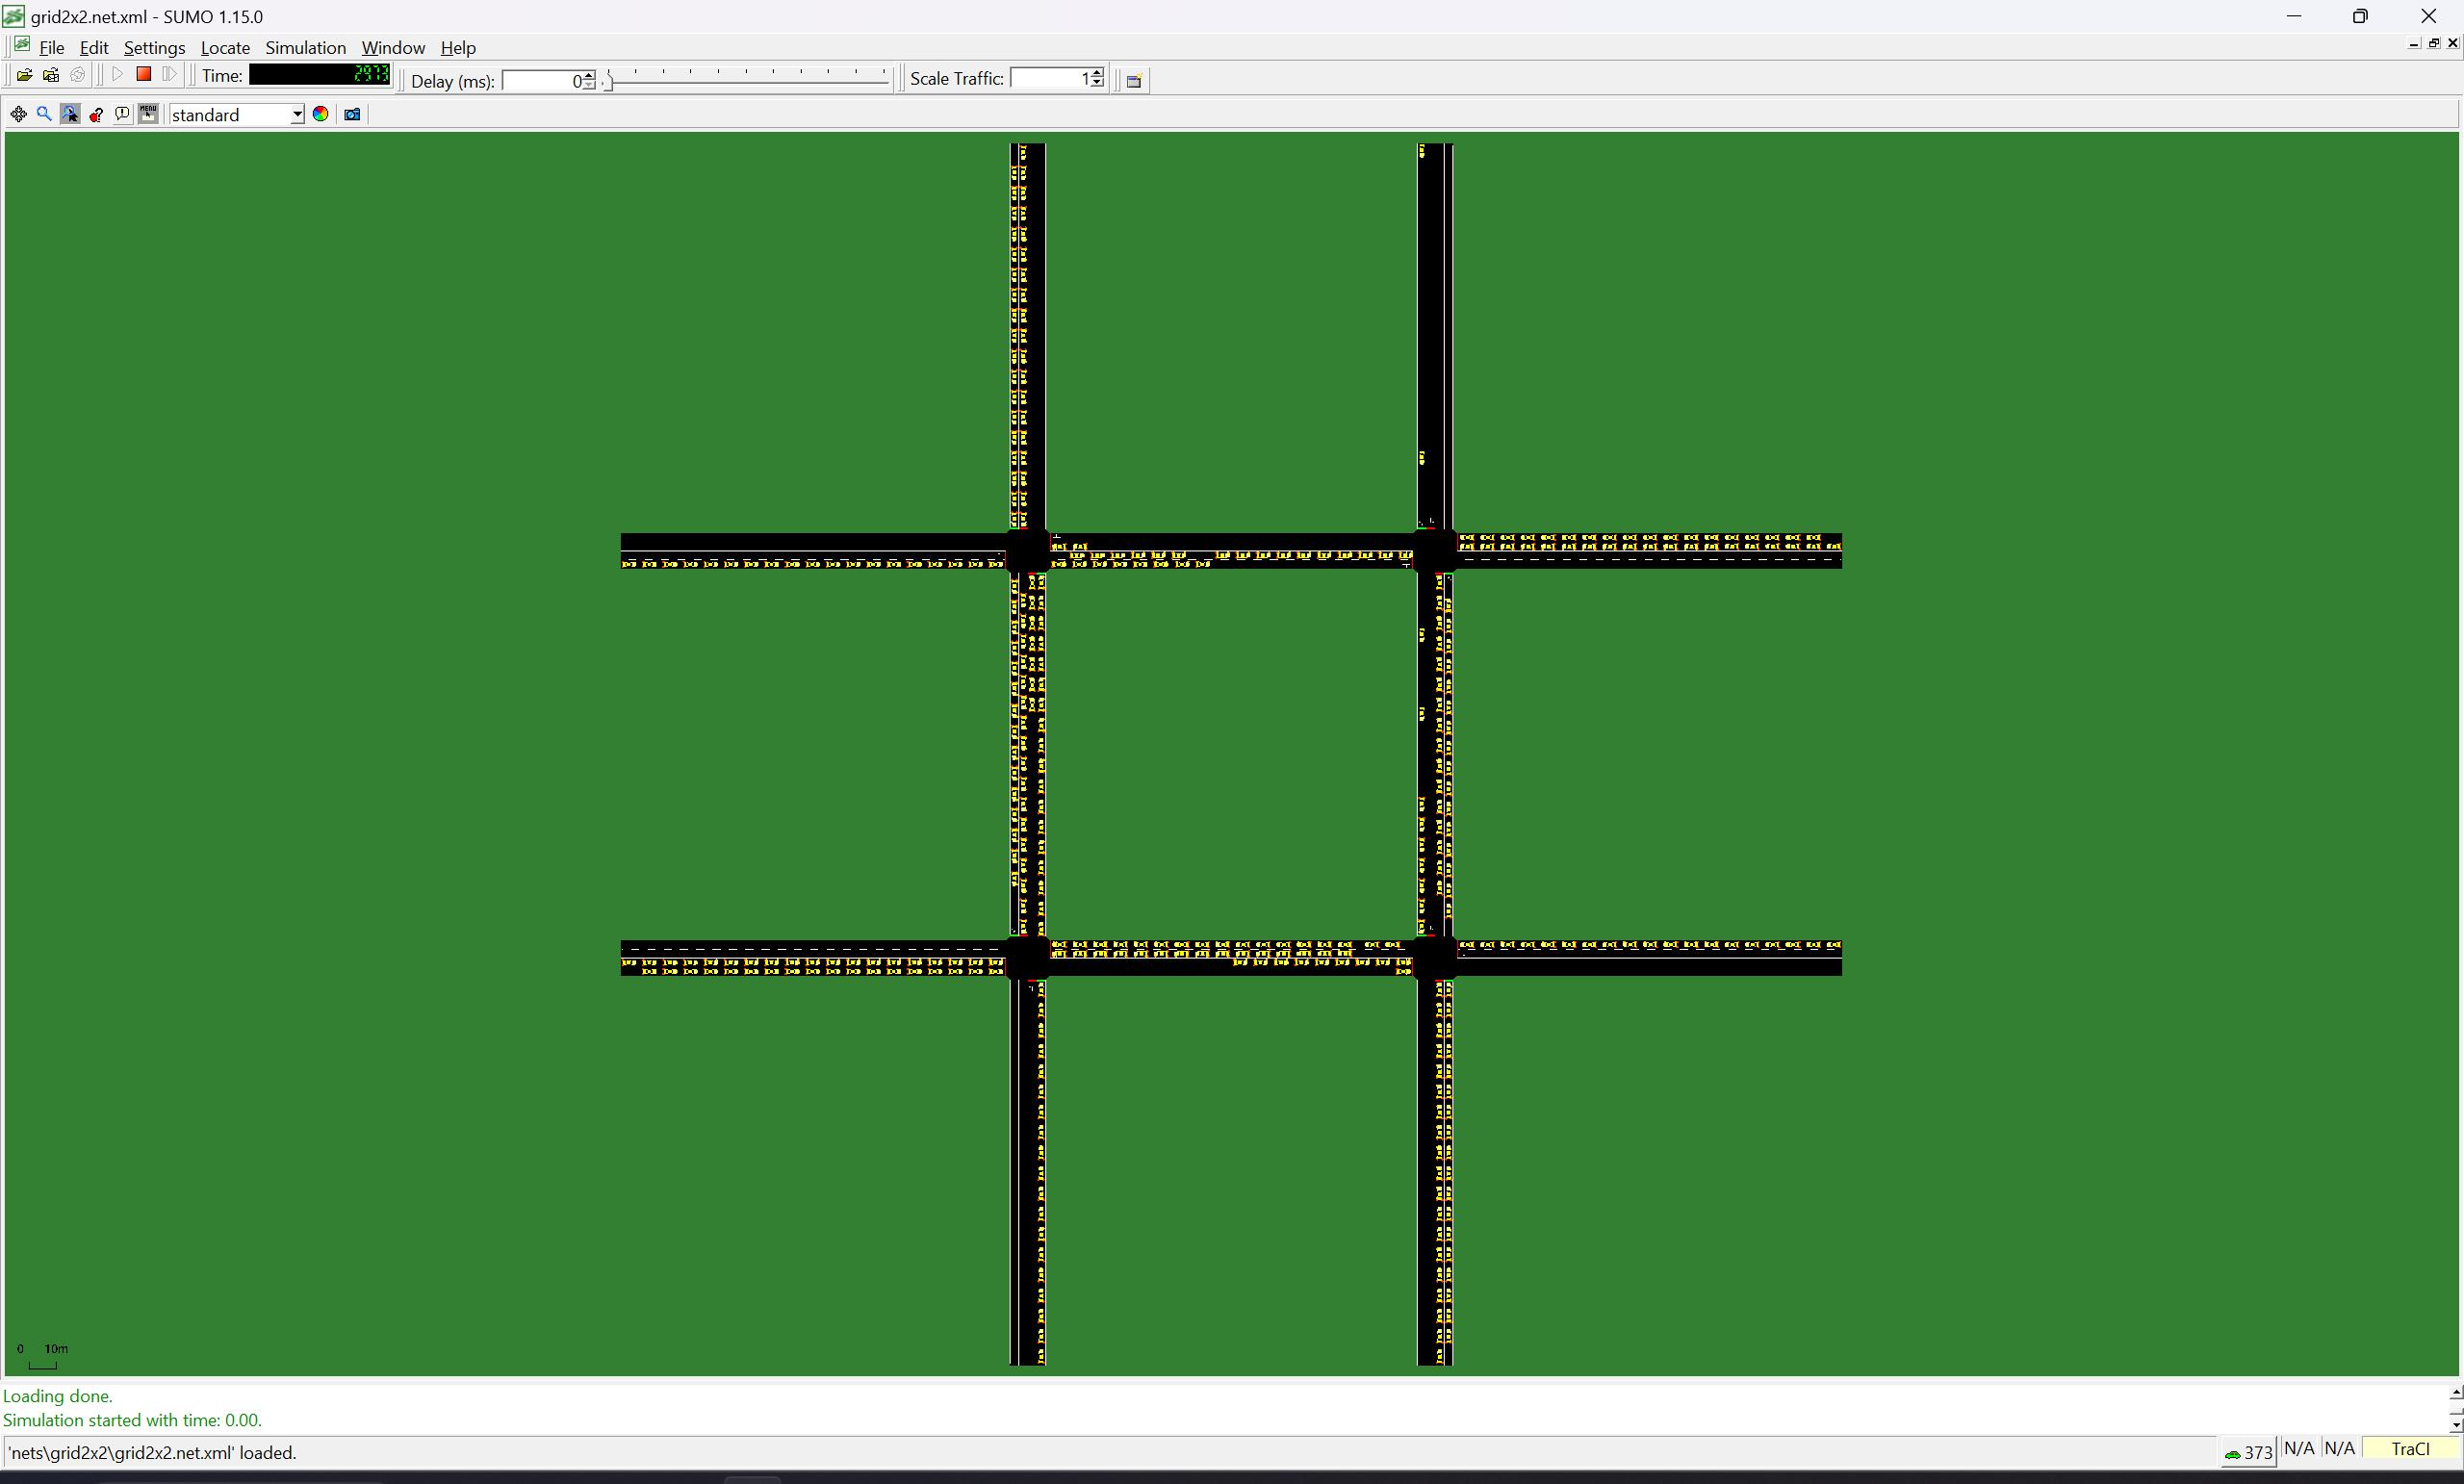 grid2x2.net.xml - SUMO 1.15.0
File Edit Settings Locate Simulation Window Help
Time: 2973 Delay (ms): 0 Scale Traffic: 1
MENU standard
0 10m
Loading done.
Simulation started with time: 0.00.
'nets\grid2x2\grid2x2.net.xml' loaded. 373 N/A N/A TraCI